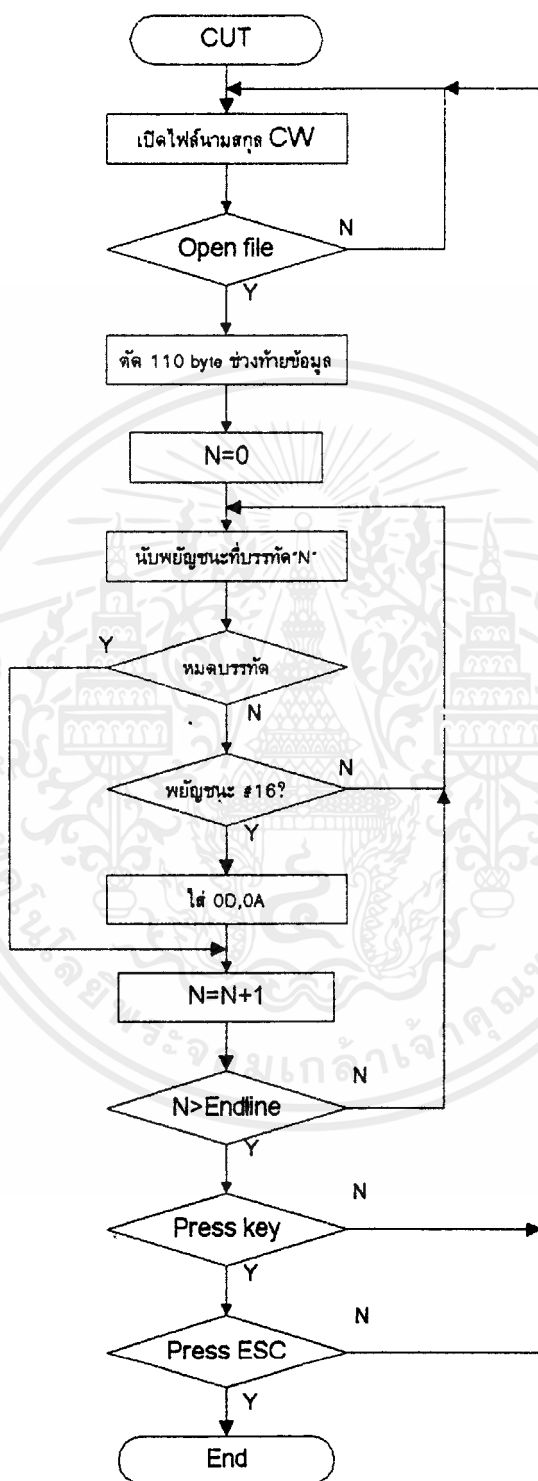 CUT
เปิดไฟล์นามสกุล CW
N
Open file
Y
ตัด 110 byte ช่วงท้ายข้อมูล
N=0
นับพยัญชนะที่บรรทัด"N"
Y
หมดบรรทัด
N
N
พยัญชนะ #16?
Y
ใส่ 0D,0A
N=N+1
N
N>Endline
Y
N
Press key
Y
N
Press ESC
Y
End